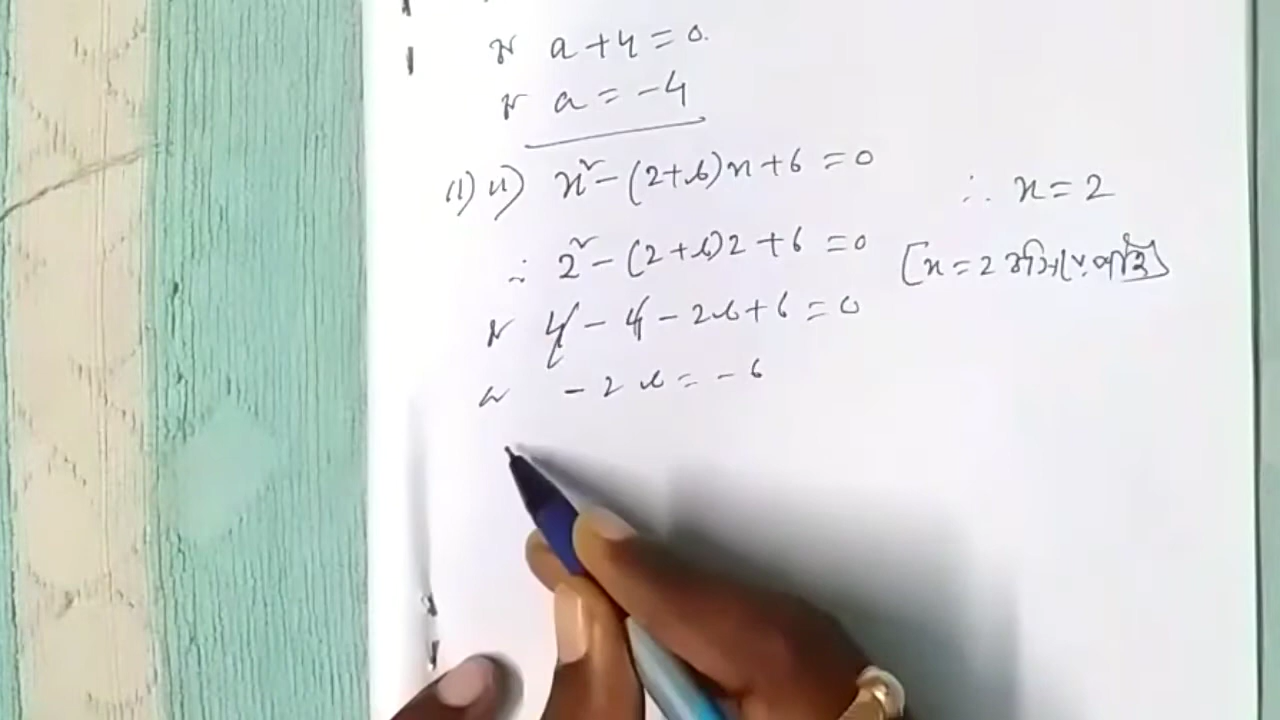 বা a + 4 = 0.
বা a = -4
(1) ii) x² - (2+b)x + 6 = 0
∴ x = 2
∴ 2² - (2+b)2 + 6 = 0
[x = 2
বা 4 - 4 - 2b + 6 = 0
বা -2b = -6